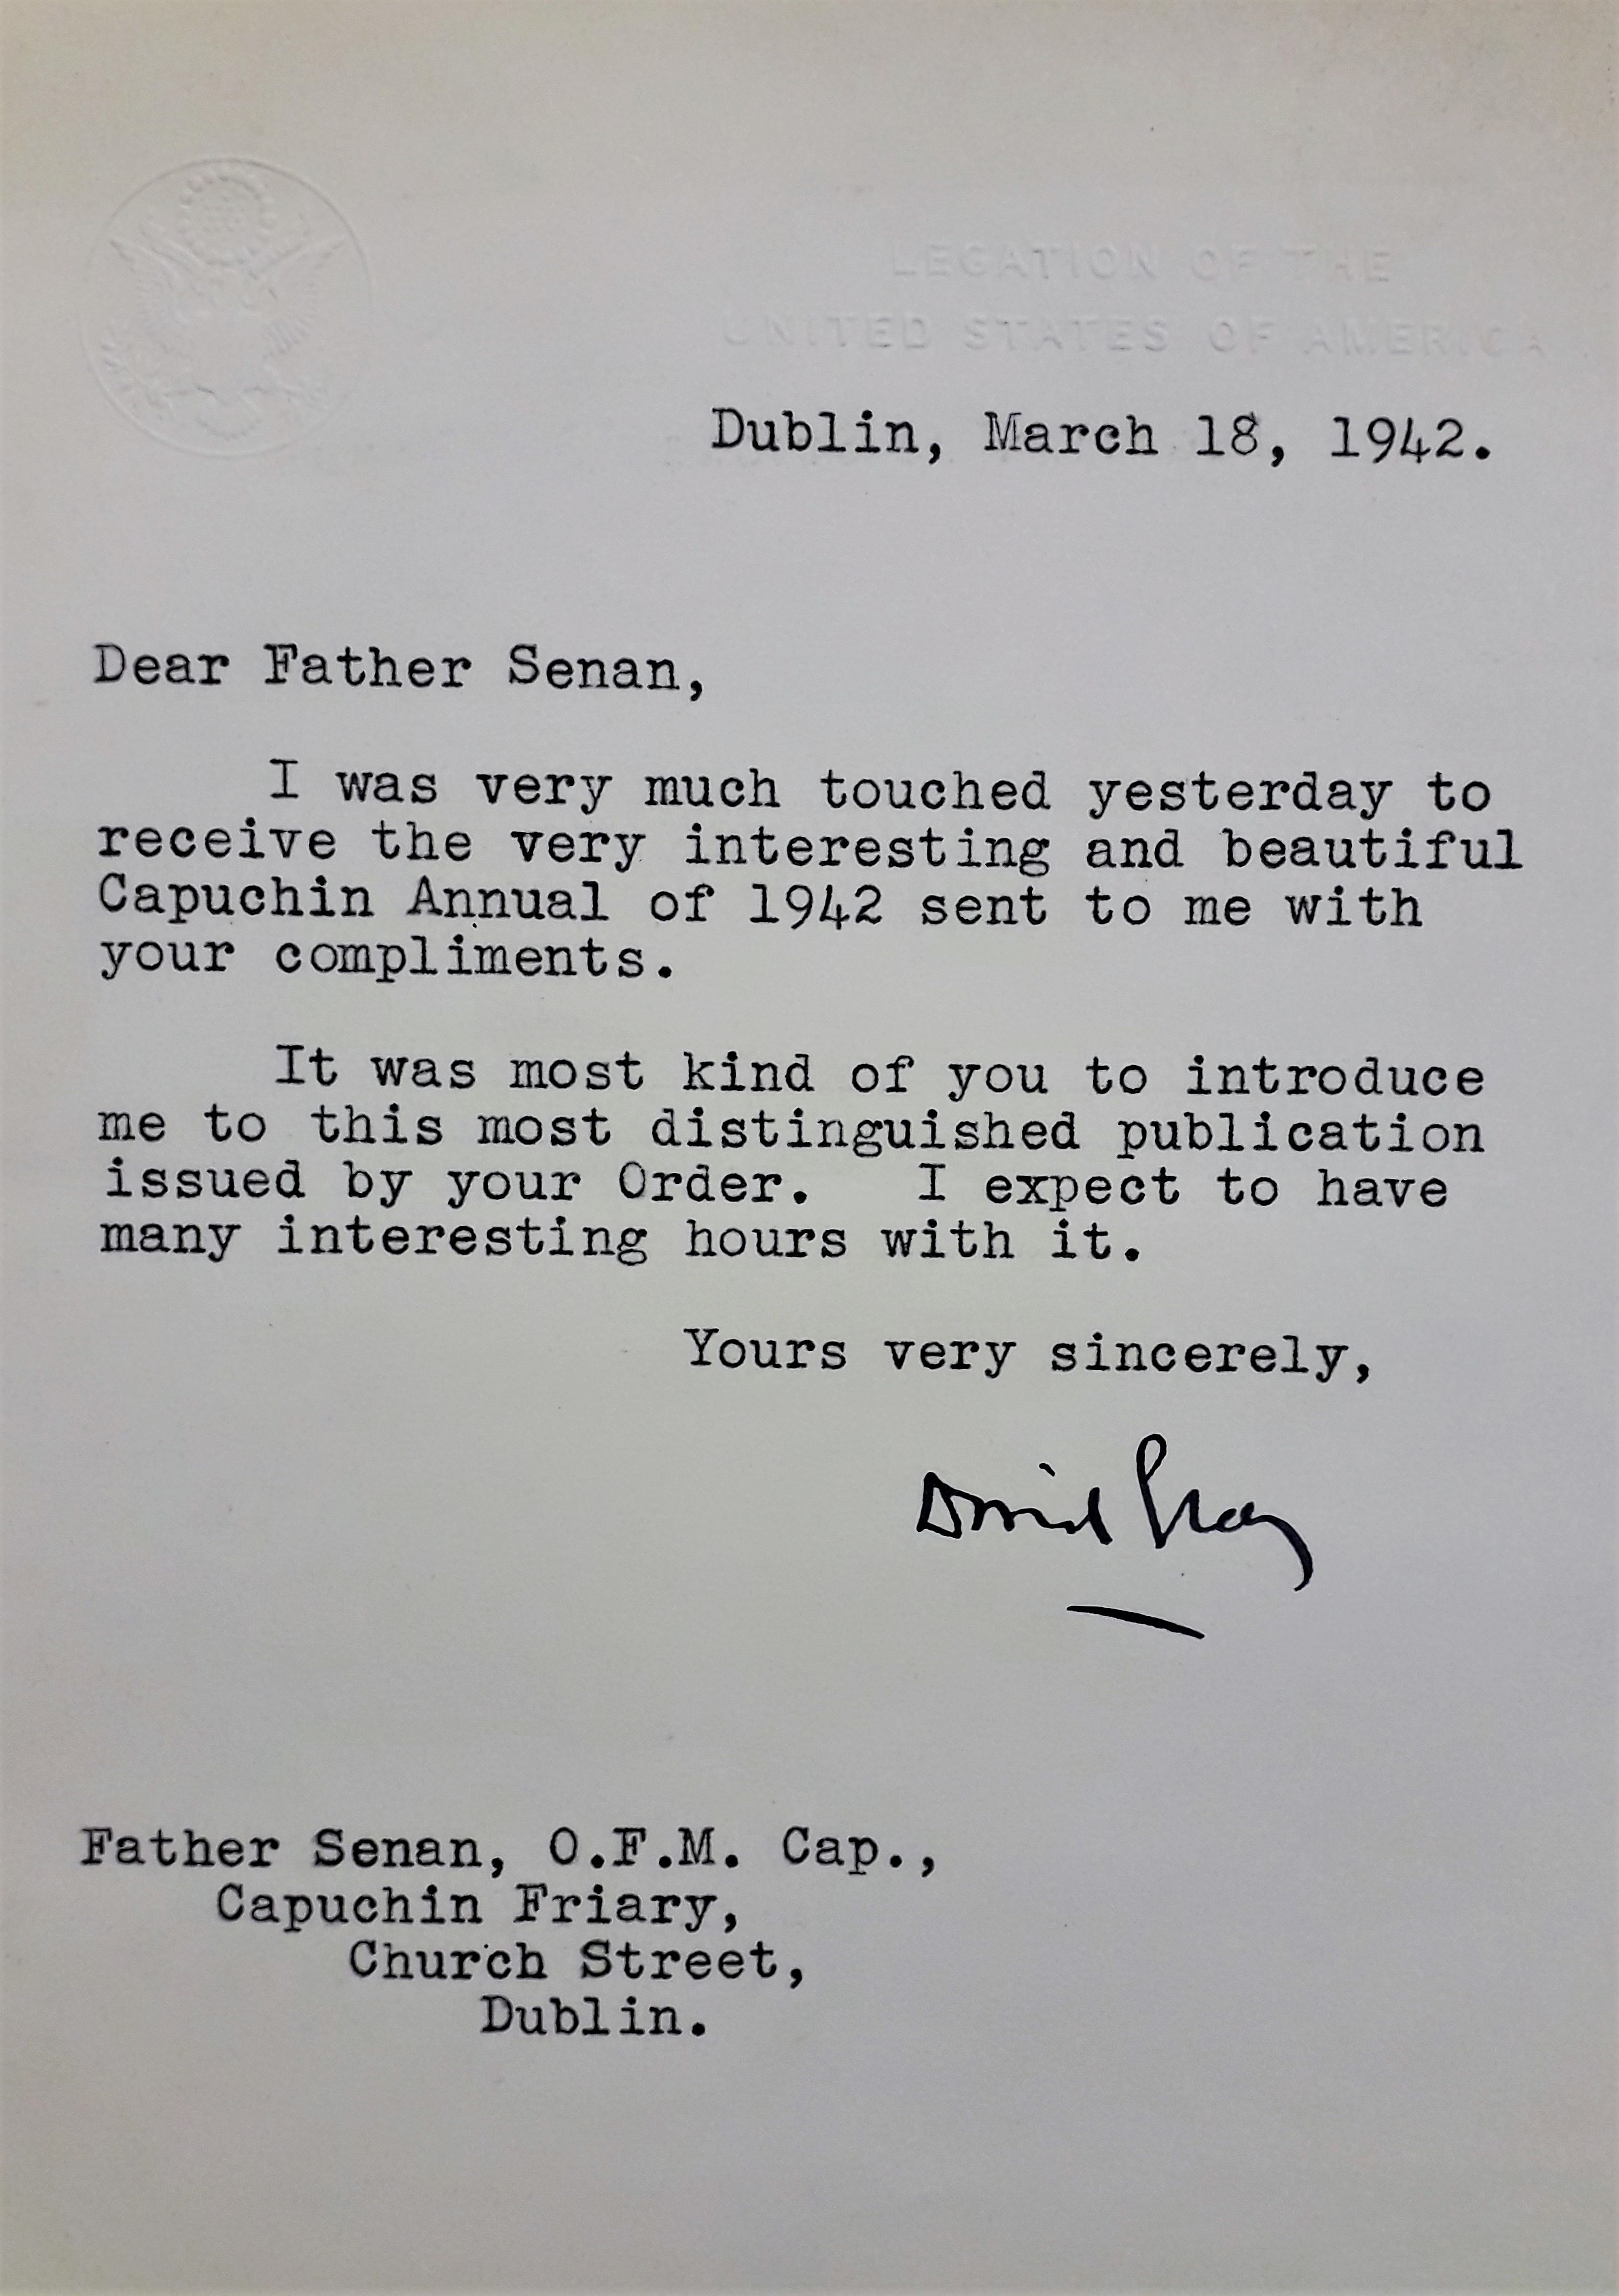 LEGATION OF THE
UNITED STATES OF AMERICA
Dublin, March 18, 1942.
Dear Father Senan,
I was very much touched yesterday to
receive the very interesting and beautiful
Capuchin Annual of 1942 sent to me with
your compliments.
It was most kind of you to introduce
me to this most distinguished publication
issued by your Order. I expect to have
many interesting hours with it.
Yours very sincerely,
David Gray
Father Senan, O.F.M. Cap.,
Capuchin Friary,
Church Street,
Dublin.